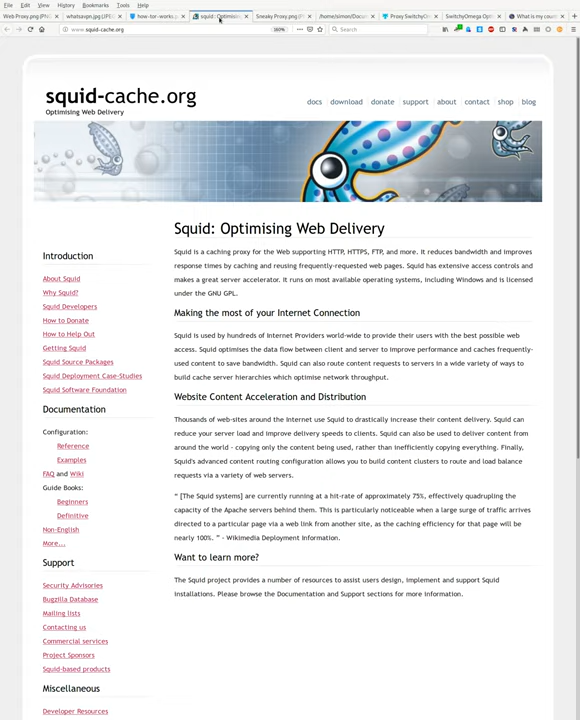 File Edit View History Bookmarks Tools Help
Web Proxy.png (PN
whatsasqn.jpg (JPE
how-tor-works.p
squid : Optimisin
Sneaky Proxy.png (
/home/simon/Docum
Proxy SwitchyOm
SwitchyOmega Opt
What is my cou
www.squid-cache.org
160%
Search
squid-cache.org
Optimising Web Delivery
docs download donate support about contact shop blog
Squid: Optimising Web Delivery
Squid is a caching proxy for the Web supporting HTTP, HTTPS, FTP, and more. It reduces bandwidth and improves
response times by caching and reusing frequently-requested web pages. Squid has extensive access controls and
makes a great server accelerator. It runs on most available operating systems, including Windows and is licensed
under the GNU GPL.
Making the most of your Internet Connection
Squid is used by hundreds of Internet Providers world-wide to provide their users with the best possible web
access. Squid optimises the data flow between client and server to improve performance and caches frequently-
used content to save bandwidth. Squid can also route content requests to servers in a wide variety of ways to
build cache server hierarchies which optimise network throughput.
Website Content Acceleration and Distribution
Thousands of web-sites around the Internet use Squid to drastically increase their content delivery. Squid can
reduce your server load and improve delivery speeds to clients. Squid can also be used to deliver content from
around the world - copying only the content being used, rather than inefficiently copying everything. Finally,
Squid's advanced content routing configuration allows you to build content clusters to route and load balance
requests via a variety of web servers.
" [The Squid systems] are currently running at a hit-rate of approximately 75%, effectively quadrupling the
capacity of the Apache servers behind them. This is particularly noticeable when a large surge of traffic arrives
directed to a particular page via a web link from another site, as the caching efficiency for that page will be
nearly 100%. " - Wikimedia Deployment Information.
Want to learn more?
The Squid project provides a number of resources to assist users design, implement and support Squid
installations. Please browse the Documentation and Support sections for more information.
Introduction
About Squid
Why Squid?
Squid Developers
How to Donate
How to Help Out
Getting Squid
Squid Source Packages
Squid Deployment Case-Studies
Squid Software Foundation
Documentation
Configuration:
Reference
Examples
FAQ and Wiki
Guide Books:
Beginners
Definitive
Non-English
More...
Support
Security Advisories
Bugzilla Database
Mailing lists
Contacting us
Commercial services
Project Sponsors
Squid-based products
Miscellaneous
Developer Resources